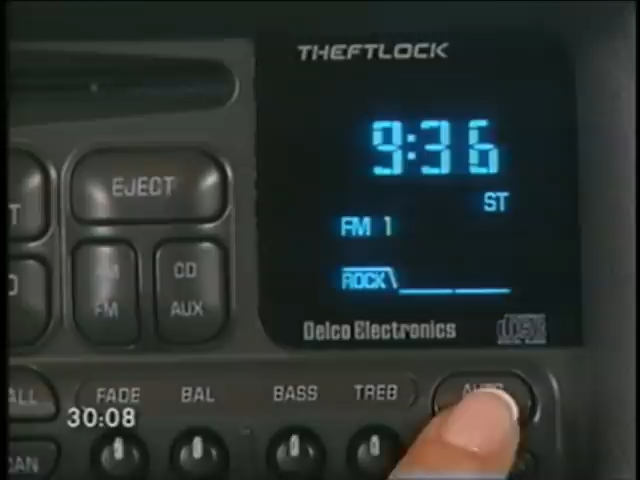 THEFTLOCK
9:36
ST
FM 1
ROCK
Delco Electronics
EJECT
FM
CD
AUX
FADE
BAL
BASS
TREB
30:08